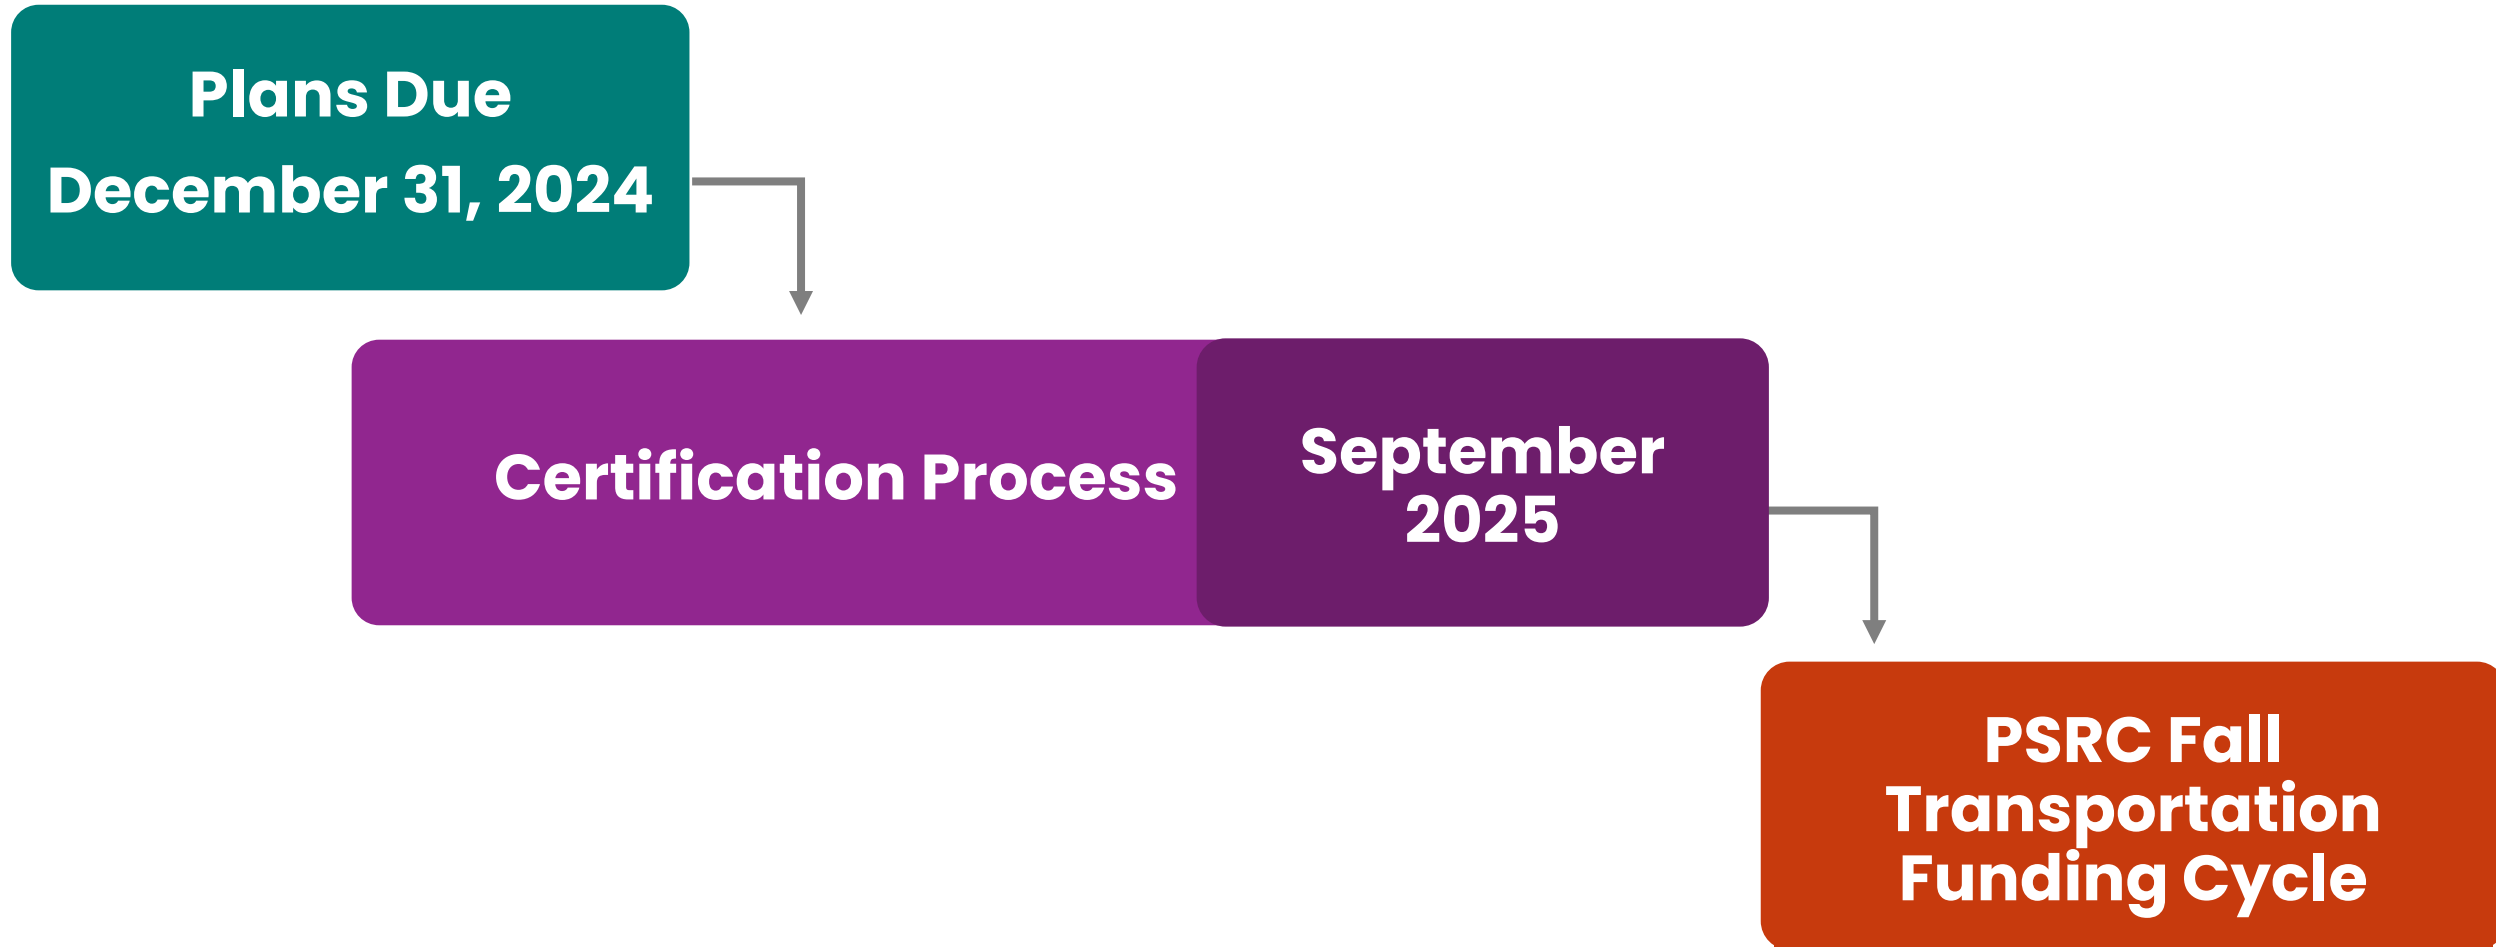 Plans Due
December 31, 2024
Certification Process
September
2025
PSRC Fall
Transportation
Funding Cycle